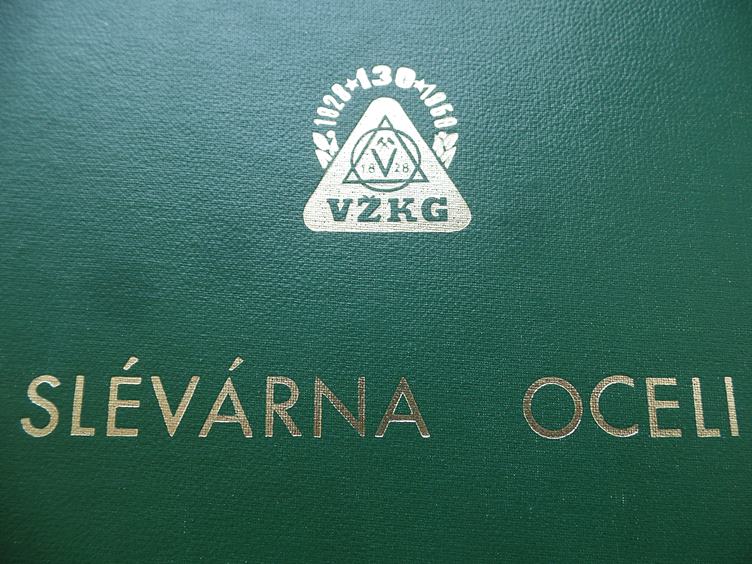 1828★130★1958
V
18 28
VŽKG
SLÉVÁRNA OCELI